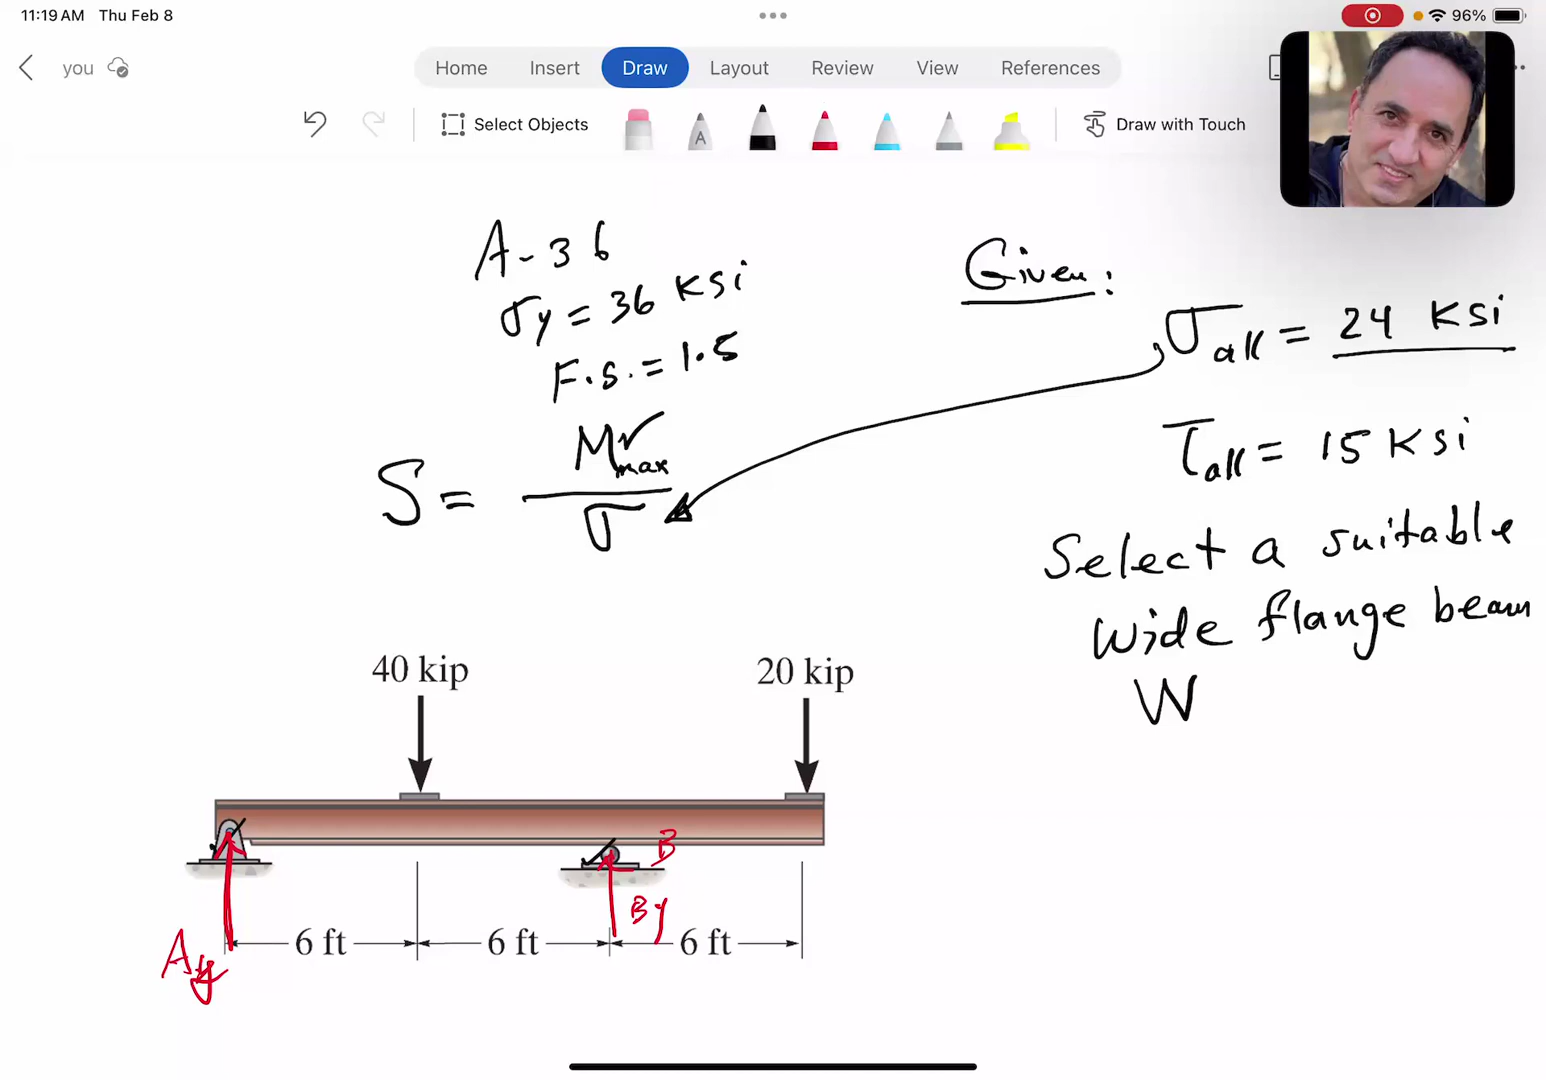 11:19 AM Thu Feb 8
96%
you
Home Insert Draw Layout Review View References
Select Objects
A
Draw with Touch
A-36
σy = 36 KSi
F.S. = 1.5
S = Mmax / σ
Given:
σall = 24 KSi
τall = 15 KSi
Select a suitable
Wide flange beam
W
40 kip
20 kip
B
By
6 ft
6 ft
6 ft
Ay